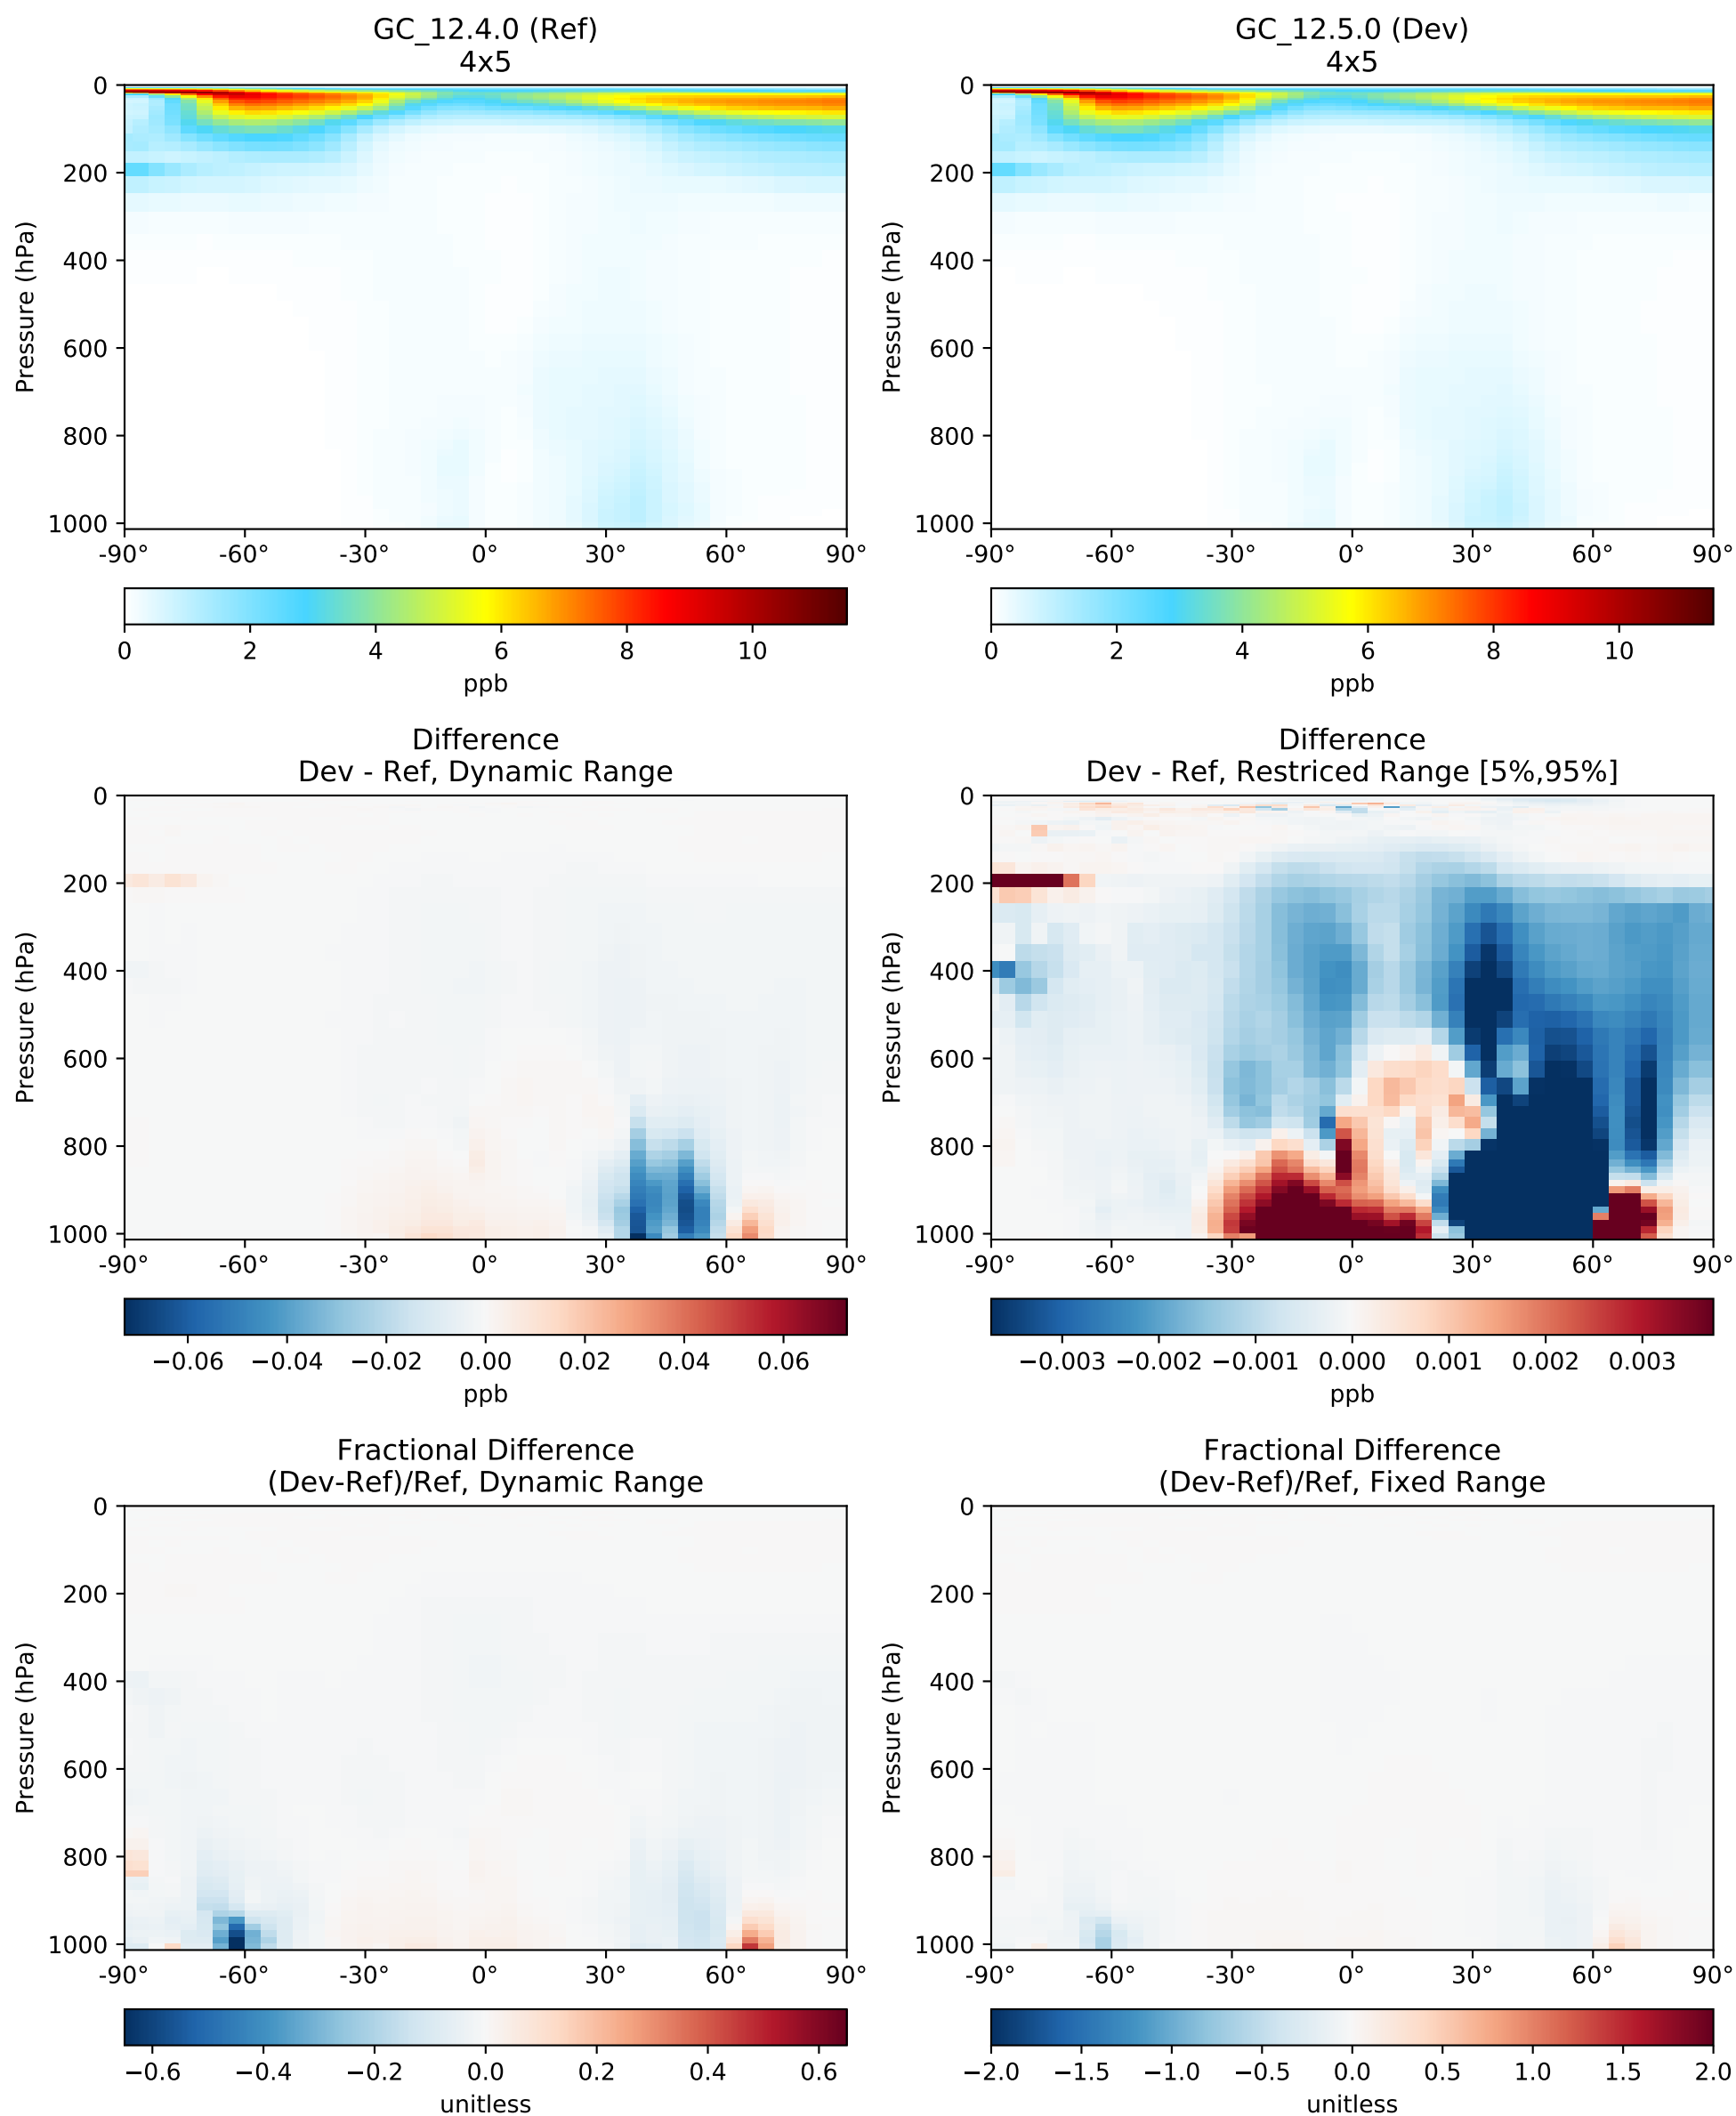 GC_12.4.0 (Ref)
4x5
GC_12.5.0 (Dev)
4x5
Pressure (hPa)
0
200
400
600
800
1000
-90° -60° -30° 0° 30° 60° 90°
0 2 4 6 8 10
ppb
Pressure (hPa)
0
200
400
600
800
1000
-90° -60° -30° 0° 30° 60° 90°
0 2 4 6 8 10
ppb
Difference
Dev - Ref, Dynamic Range
Pressure (hPa)
0
200
400
600
800
1000
-90° -60° -30° 0° 30° 60° 90°
−0.06 −0.04 −0.02 0.00 0.02 0.04 0.06
ppb
Difference
Dev - Ref, Restriced Range [5%,95%]
Pressure (hPa)
0
200
400
600
800
1000
-90° -60° -30° 0° 30° 60° 90°
−0.003 −0.002 −0.001 0.000 0.001 0.002 0.003
ppb
Fractional Difference
(Dev-Ref)/Ref, Dynamic Range
Pressure (hPa)
0
200
400
600
800
1000
-90° -60° -30° 0° 30° 60° 90°
−0.6 −0.4 −0.2 0.0 0.2 0.4 0.6
unitless
Fractional Difference
(Dev-Ref)/Ref, Fixed Range
Pressure (hPa)
0
200
400
600
800
1000
-90° -60° -30° 0° 30° 60° 90°
−2.0 −1.5 −1.0 −0.5 0.0 0.5 1.0 1.5 2.0
unitless